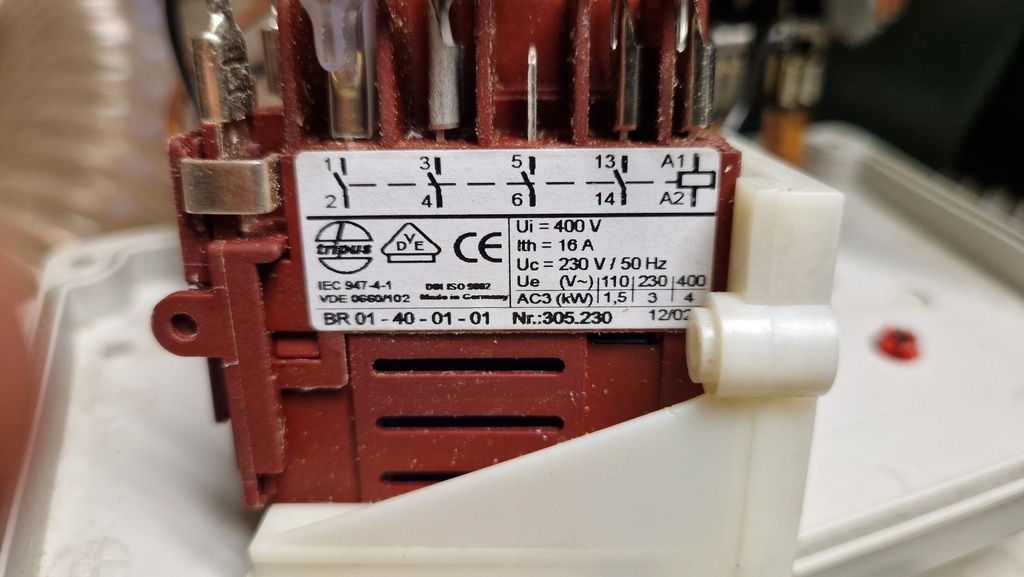 1 3 5 13 A1
2 4 6 14 A2
tripus DVE CE
IEC 947-4-1 DIN ISO 9002
VDE 0660/102 Made in Germany
Ui = 400 V
Ith = 16 A
Uc = 230 V / 50 Hz
Ue (V~) 110 230 400
AC3 (kW) 1,5 3 4
BR 01 - 40 - 01 - 01 Nr.:305.230 12/02